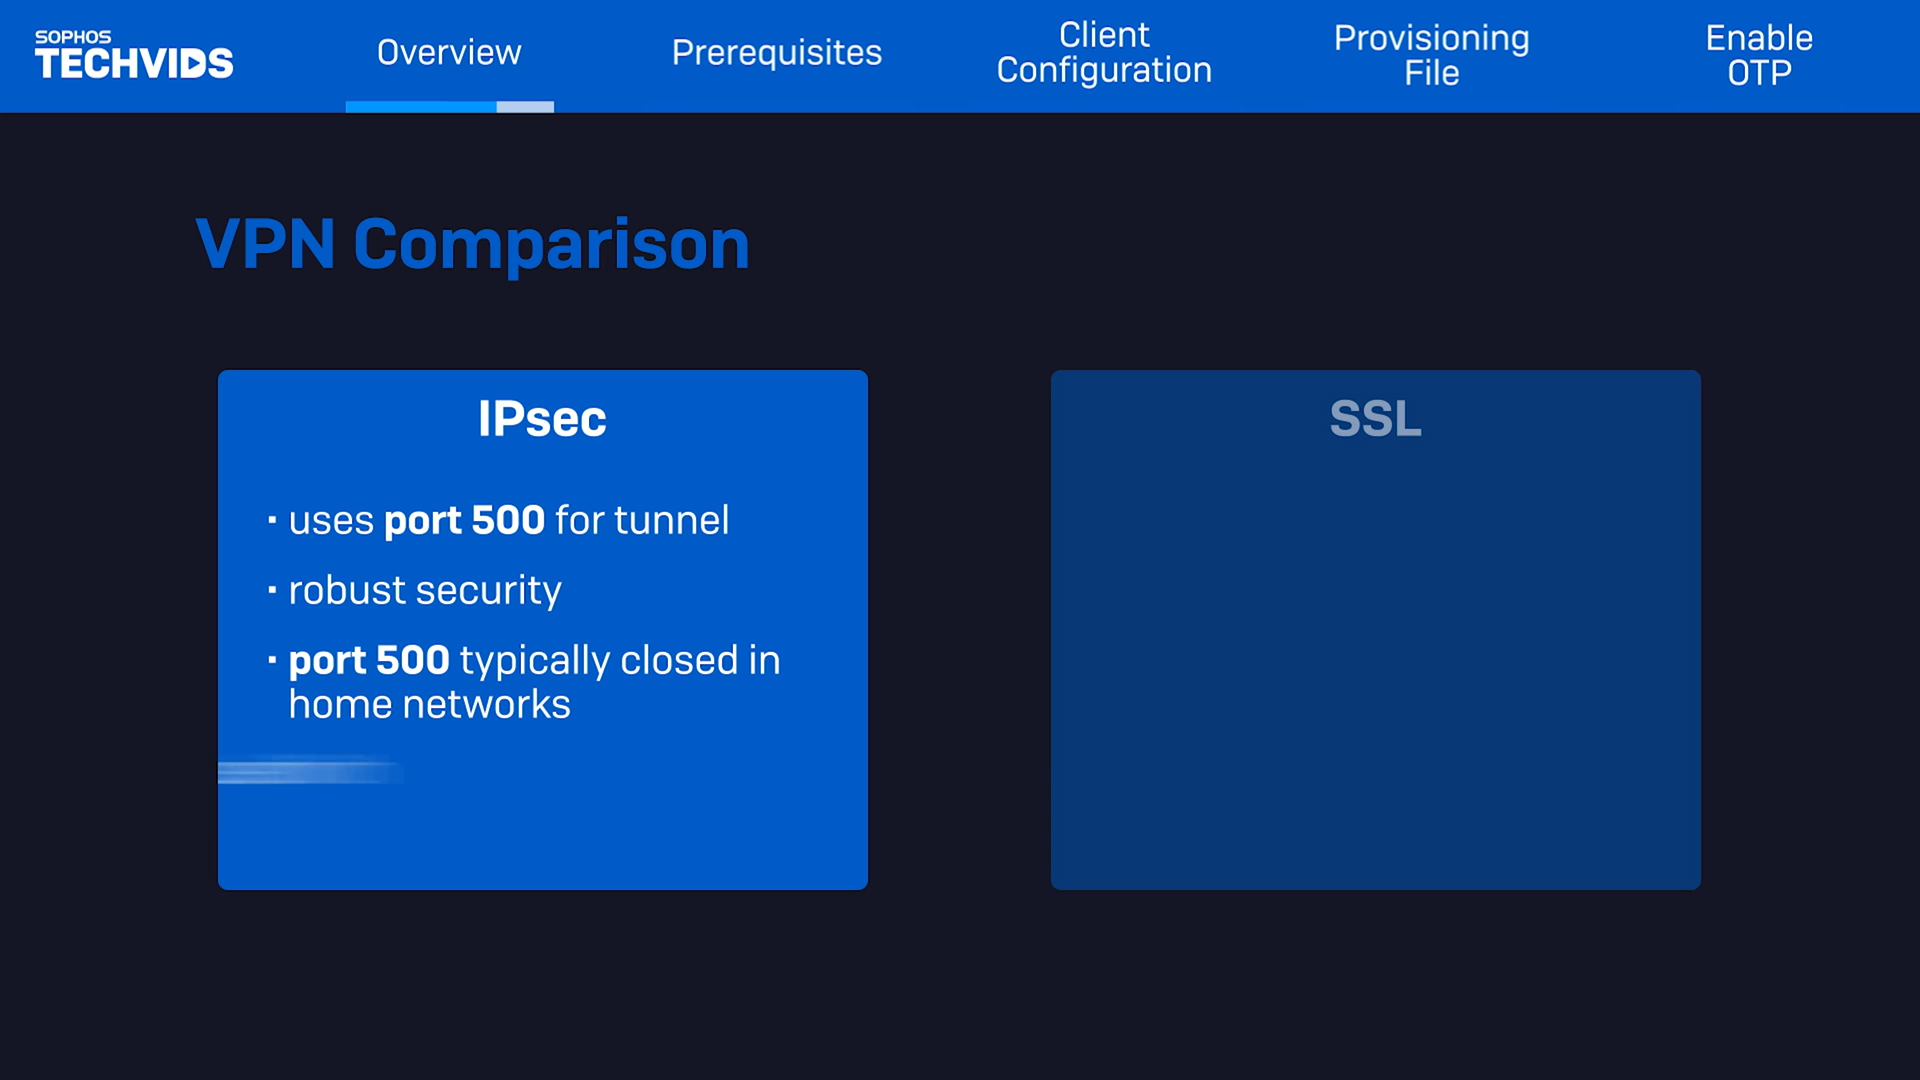 SOPHOS
TECHVIDS
Overview
Prerequisites
Client
Configuration
Provisioning
File
Enable
OTP
VPN Comparison
IPsec
▪ uses port 500 for tunnel
▪ robust security
▪ port 500 typically closed in
home networks
SSL